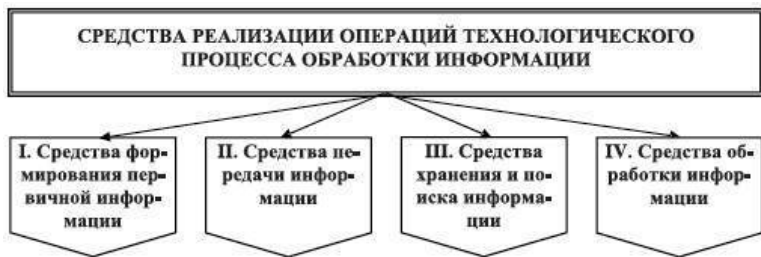 СРЕДСТВА РЕАЛИЗАЦИИ ОПЕРАЦИЙ ТЕХНОЛОГИЧЕСКОГО
ПРОЦЕССА ОБРАБОТКИ ИНФОРМАЦИИ
I. Средства фор-
мирования пер-
вичной инфор-
мации
II. Средства пе-
редачи инфор-
мации
III. Средства
хранения и по-
иска информа-
ции
IV. Средства об-
работки инфор-
мации